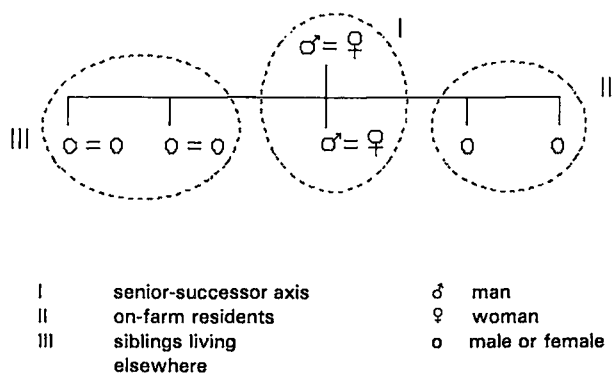 I
♂ = ♀
II
III
o = o
o = o
♂ = ♀
o
o
I senior-successor axis
II on-farm residents
III siblings living
elsewhere
♂ man
♀ woman
o male or female